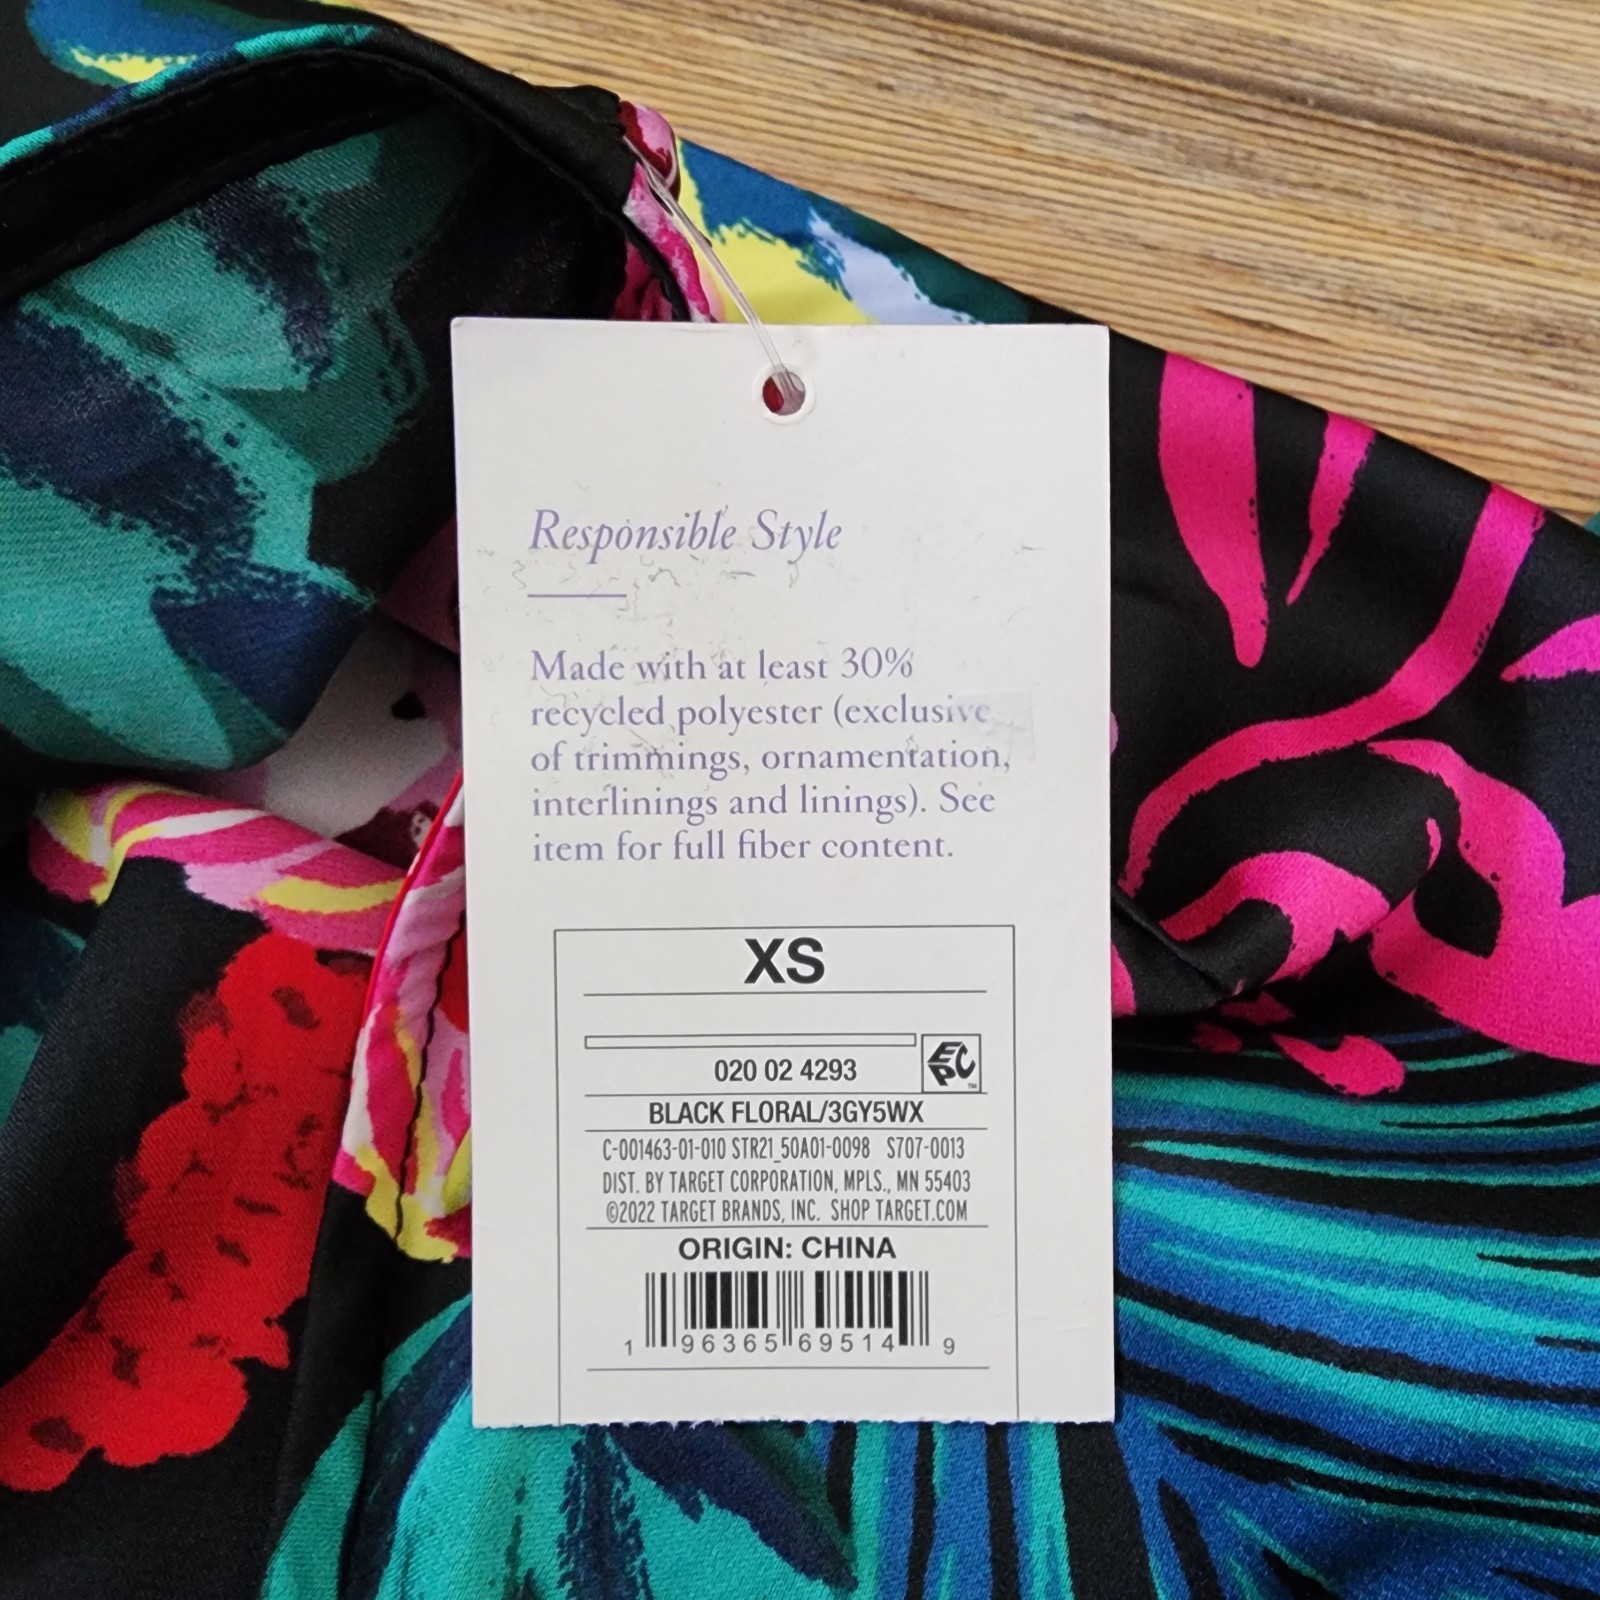 Responsible Style
Made with at least 30%
recycled polyester (exclusive
of trimmings, ornamentation,
interlinings and linings). See
item for full fiber content.
XS
020 02 4293
EPC™
BLACK FLORAL/3GY5WX
C-001463-01-010 STR21_50A01-0098 S707-0013
DIST. BY TARGET CORPORATION, MPLS., MN 55403
©2022 TARGET BRANDS, INC. SHOP TARGET.COM
ORIGIN: CHINA
1 96365 69514 9